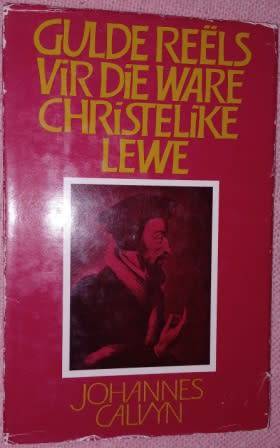 GULDE REËLS
VIR DIE WARE
CHRISTELIKE
LEWE
JOHANNES
CALVYN